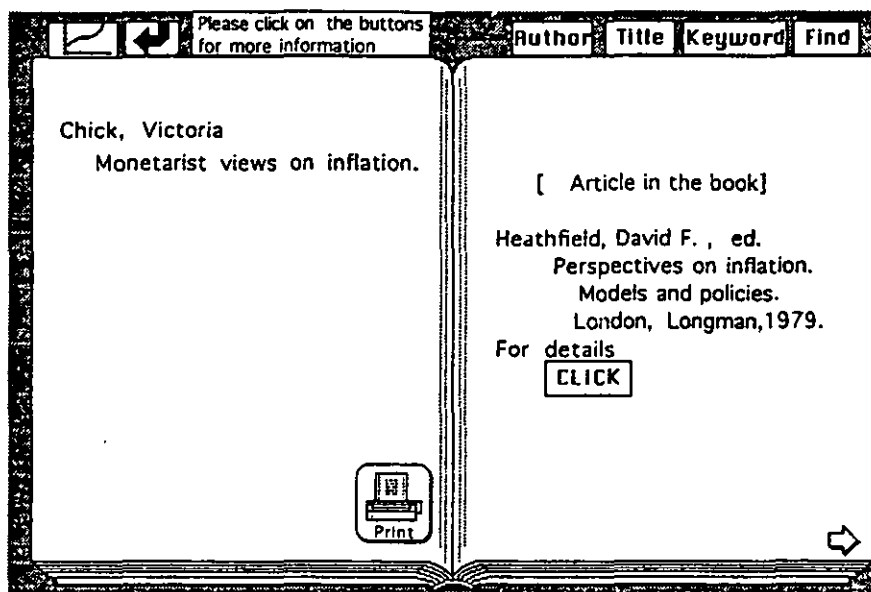 Please click on the buttons
for more information
Author Title Keyword Find
Chick, Victoria
Monetarist views on inflation.
Print
[ Article in the book]
Heathfield, David F. , ed.
Perspectives on inflation.
Models and policies.
London, Longman,1979.
For details
CLICK